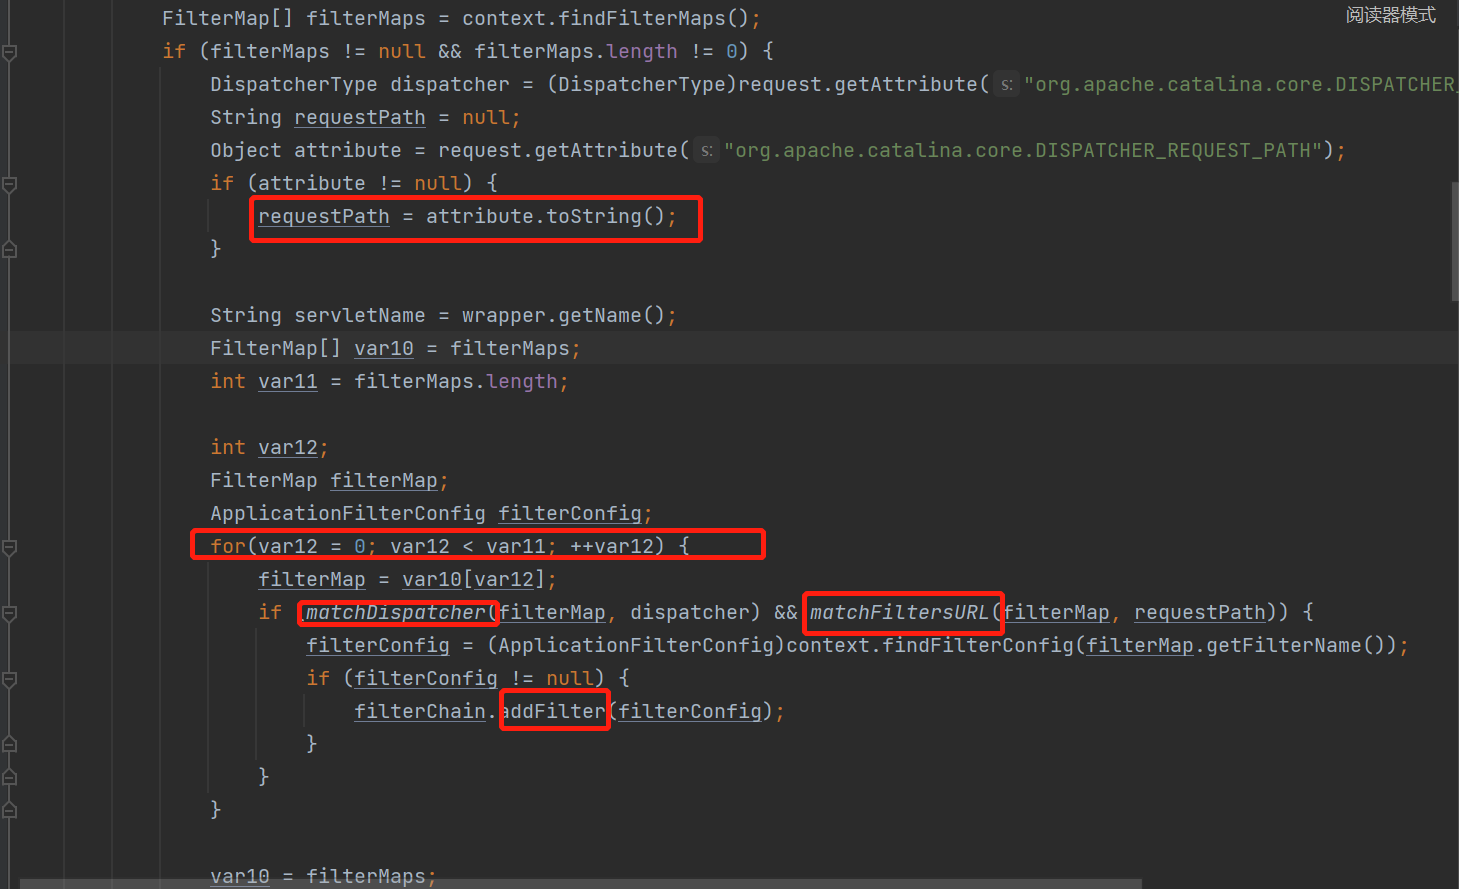 阅读器模式
FilterMap[] filterMaps = context.findFilterMaps();
if (filterMaps != null && filterMaps.length != 0) {
DispatcherType dispatcher = (DispatcherType)request.getAttribute( s: "org.apache.catalina.core.DISPATCHER_
String requestPath = null;
Object attribute = request.getAttribute( s: "org.apache.catalina.core.DISPATCHER_REQUEST_PATH");
if (attribute != null) {
requestPath = attribute.toString();
}
String servletName = wrapper.getName();
FilterMap[] var10 = filterMaps;
int var11 = filterMaps.length;
int var12;
FilterMap filterMap;
ApplicationFilterConfig filterConfig;
for(var12 = 0; var12 < var11; ++var12) {
filterMap = var10[var12];
if (matchDispatcher(filterMap, dispatcher) && matchFiltersURL(filterMap, requestPath)) {
filterConfig = (ApplicationFilterConfig)context.findFilterConfig(filterMap.getFilterName());
if (filterConfig != null) {
filterChain.addFilter(filterConfig);
}
}
}
var10 = filterMaps;